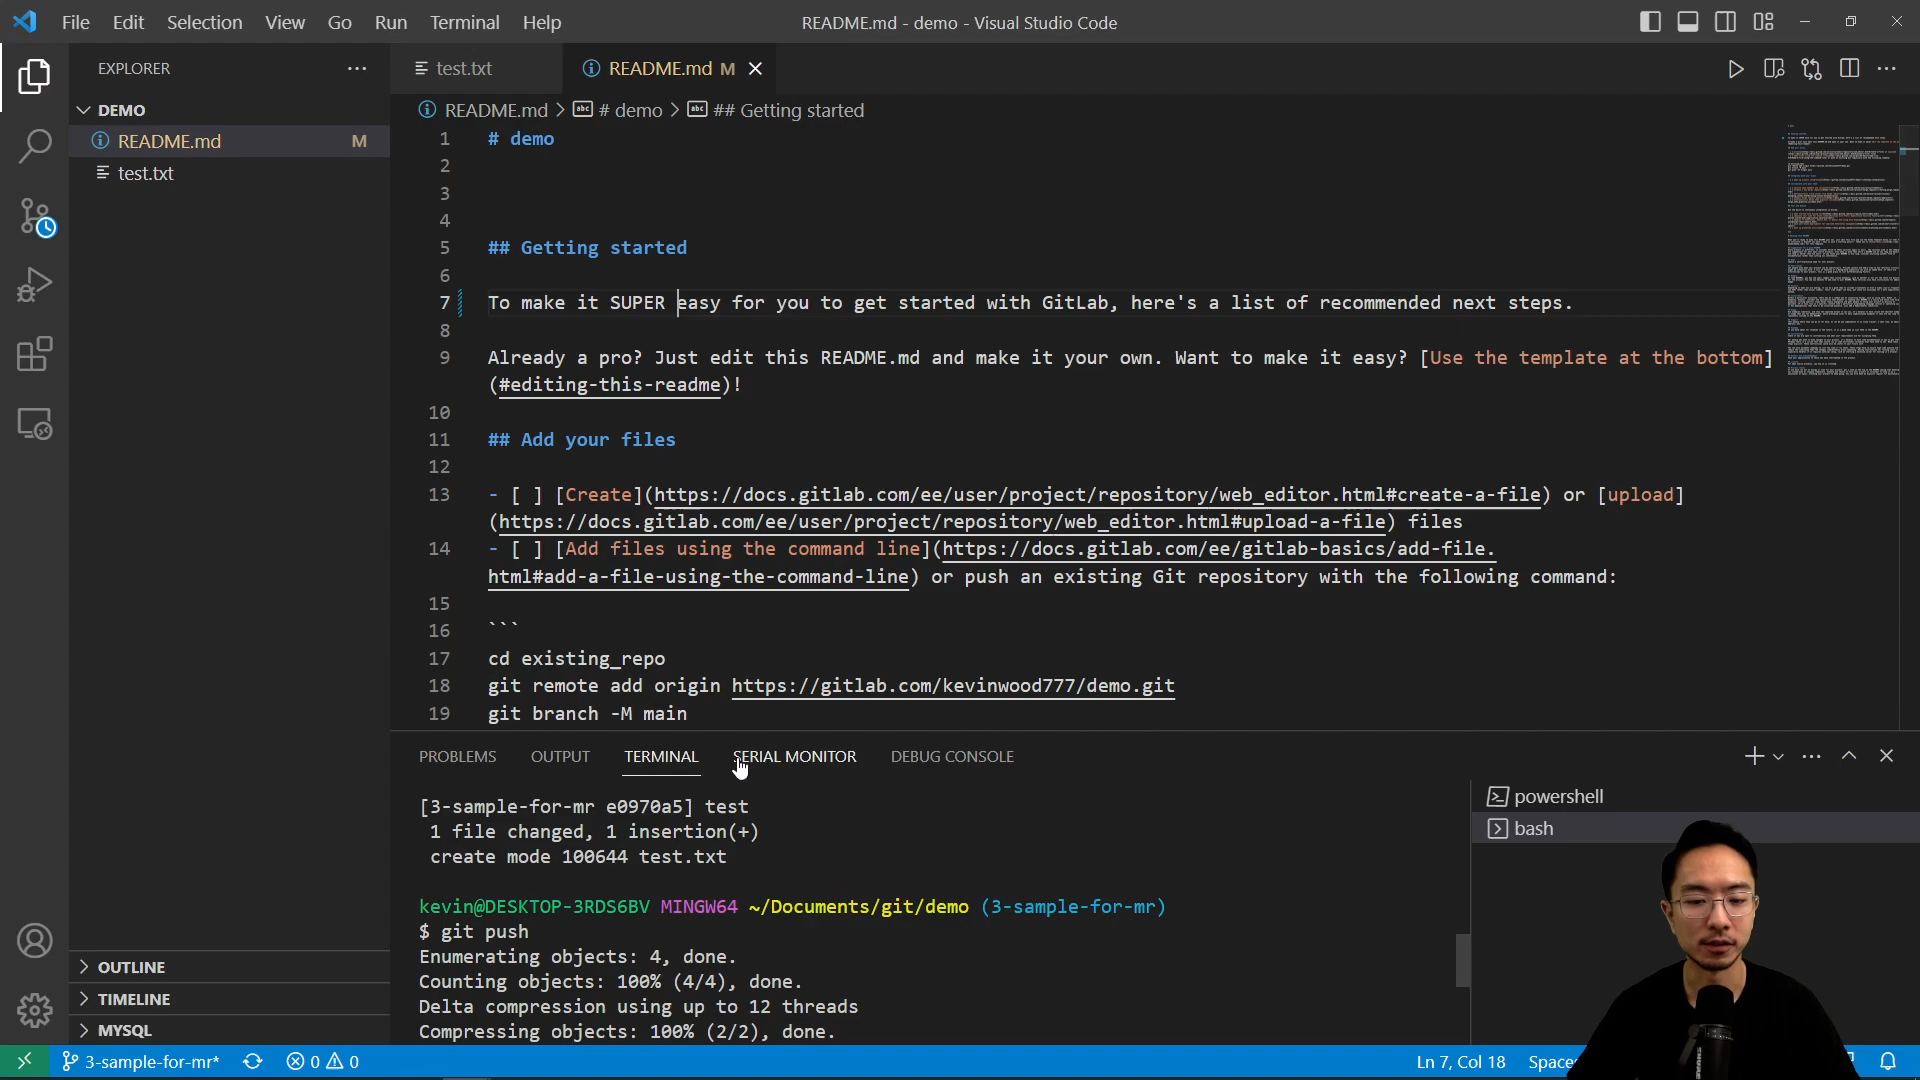 File Edit Selection View Go Run Terminal Help
README.md - demo - Visual Studio Code
EXPLORER
DEMO
README.md M
test.txt
OUTLINE
TIMELINE
MYSQL
test.txt
README.md M
README.md > # demo > ## Getting started
1 # demo
2
3
4
5 ## Getting started
6
7 To make it SUPER easy for you to get started with GitLab, here's a list of recommended next steps.
8
9 Already a pro? Just edit this README.md and make it your own. Want to make it easy? [Use the template at the bottom]
(#editing-this-readme)!
10
11 ## Add your files
12
13 - [ ] [Create](https://docs.gitlab.com/ee/user/project/repository/web_editor.html#create-a-file) or [upload]
(https://docs.gitlab.com/ee/user/project/repository/web_editor.html#upload-a-file) files
14 - [ ] [Add files using the command line](https://docs.gitlab.com/ee/gitlab-basics/add-file.
html#add-a-file-using-the-command-line) or push an existing Git repository with the following command:
15
16 ```
17 cd existing_repo
18 git remote add origin https://gitlab.com/kevinwood777/demo.git
19 git branch -M main
PROBLEMS OUTPUT TERMINAL SERIAL MONITOR DEBUG CONSOLE
[3-sample-for-mr e0970a5] test
1 file changed, 1 insertion(+)
create mode 100644 test.txt
kevin@DESKTOP-3RDS6BV MINGW64 ~/Documents/git/demo (3-sample-for-mr)
$ git push
Enumerating objects: 4, done.
Counting objects: 100% (4/4), done.
Delta compression using up to 12 threads
Compressing objects: 100% (2/2), done.
powershell
bash
3-sample-for-mr* 0 0
Ln 7, Col 18